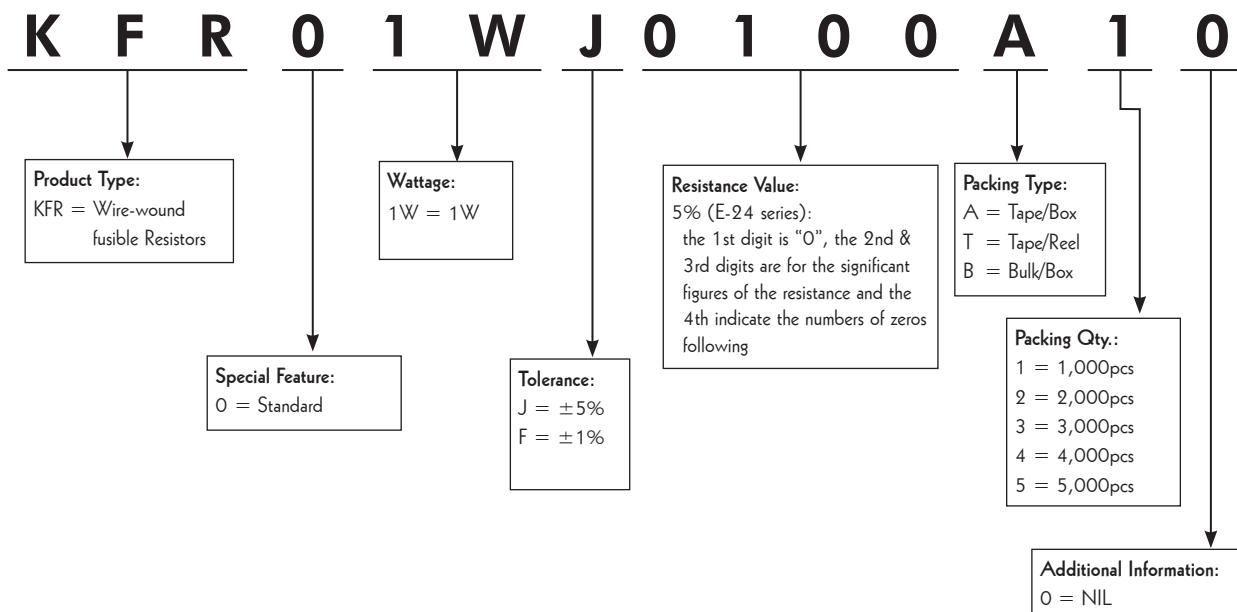 K F R 0 1 W J 0 1 0 0 A 1 0
Product Type:
KFR = Wire-wound
fusible Resistors
Wattage:
1W = 1W
Resistance Value:
5% (E-24 series):
the 1st digit is “0”, the 2nd &
3rd digits are for the significant
figures of the resistance and the
4th indicate the numbers of zeros
following
Packing Type:
A = Tape/Box
T = Tape/Reel
B = Bulk/Box
Special Feature:
0 = Standard
Tolerance:
J = ±5%
F = ±1%
Packing Qty.:
1 = 1,000pcs
2 = 2,000pcs
3 = 3,000pcs
4 = 4,000pcs
5 = 5,000pcs
Additional Information:
0 = NIL